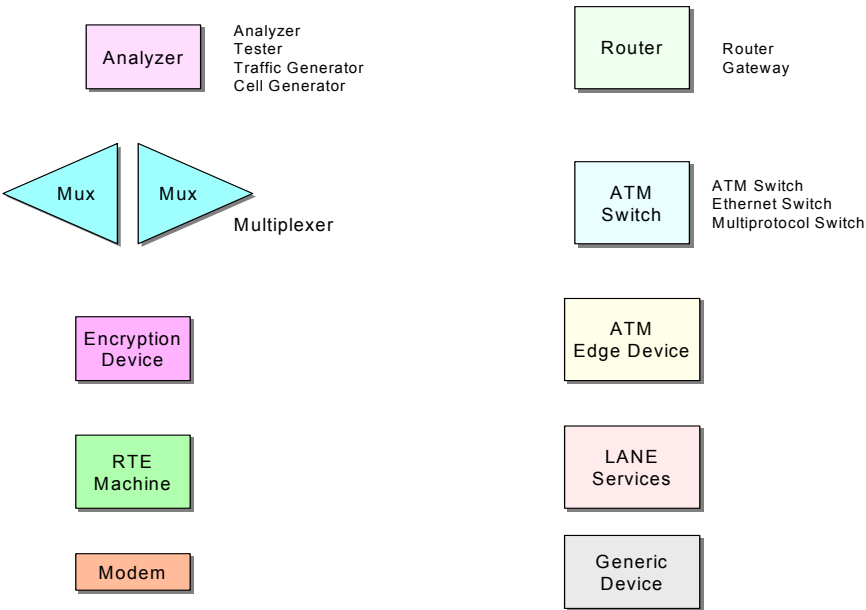 Analyzer
Analyzer
Tester
Traffic Generator
Cell Generator
Router
Router
Gateway
Mux
Mux
Multiplexer
ATM
Switch
ATM Switch
Ethernet Switch
Multiprotocol Switch
Encryption
Device
ATM
Edge Device
RTE
Machine
LANE
Services
Modem
Generic
Device